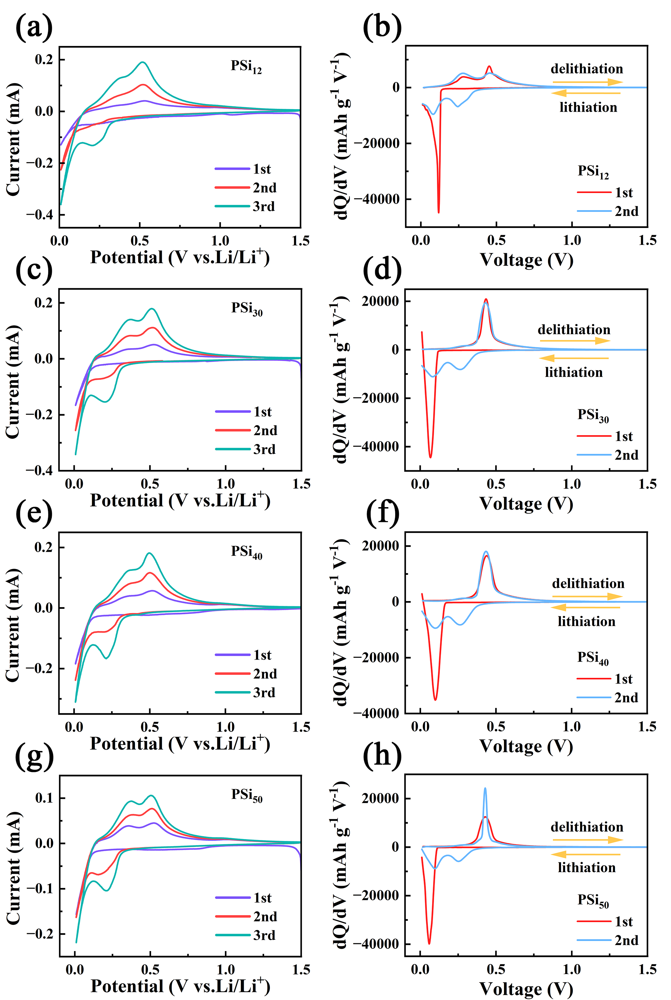 (a)
0.2
0.0
−0.2
−0.4
Current (mA)
PSi12
1st
2nd
3rd
0.0 0.5 1.0 1.5
Potential (V vs.Li/Li+)
(b)
0
−20000
−40000
dQ/dV (mAh g-1 V-1)
delithiation
lithiation
PSi12
1st
2nd
0.0 0.5 1.0 1.5
Voltage (V)
(c)
0.2
0.0
−0.2
−0.4
Current (mA)
PSi30
1st
2nd
3rd
0.0 0.5 1.0 1.5
Potential (V vs.Li/Li+)
(d)
20000
0
−20000
−40000
dQ/dV (mAh g-1 V-1)
delithiation
lithiation
PSi30
1st
2nd
0.0 0.5 1.0 1.5
Voltage (V)
(e)
0.2
0.0
−0.2
Current (mA)
PSi40
1st
2nd
3rd
0.0 0.5 1.0 1.5
Potential (V vs.Li/Li+)
(f)
20000
0
−20000
−40000
dQ/dV (mAh g-1 V-1)
delithiation
lithiation
PSi40
1st
2nd
0.0 0.5 1.0 1.5
Voltage (V)
(g)
0.1
0.0
−0.1
−0.2
Current (mA)
PSi50
1st
2nd
3rd
0.0 0.5 1.0 1.5
Potential (V vs.Li/Li+)
(h)
20000
0
−20000
−40000
dQ/dV (mAh g-1 V-1)
delithiation
lithiation
PSi50
1st
2nd
0.0 0.5 1.0 1.5
Voltage (V)